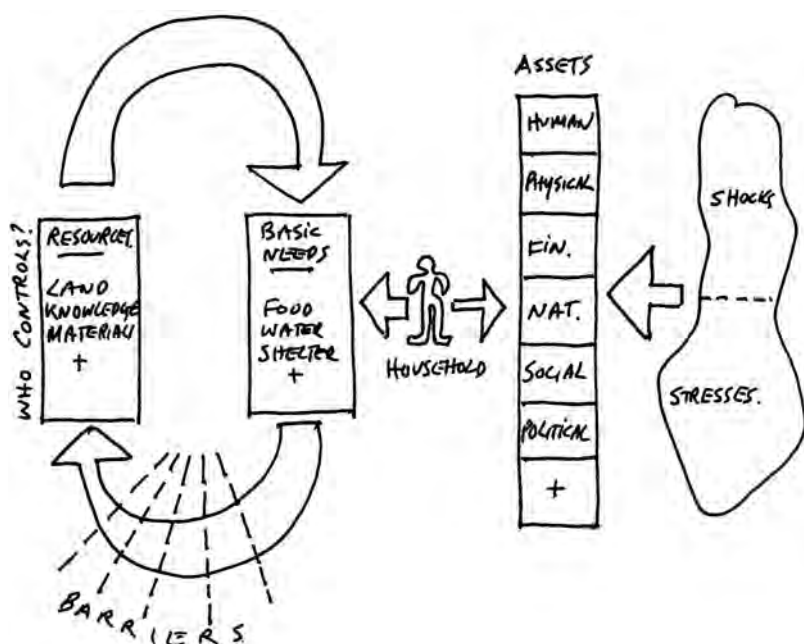 WHO CONTROLS?
RESOURCES
LAND
KNOWLEDGE
MATERIALS
+
BASIC
NEEDS
FOOD
WATER
SHELTER
+
BARRIERS
HOUSEHOLD
ASSETS
HUMAN
PHYSICAL
FIN.
NAT.
SOCIAL
POLITICAL
+
SHOCKS
STRESSES.